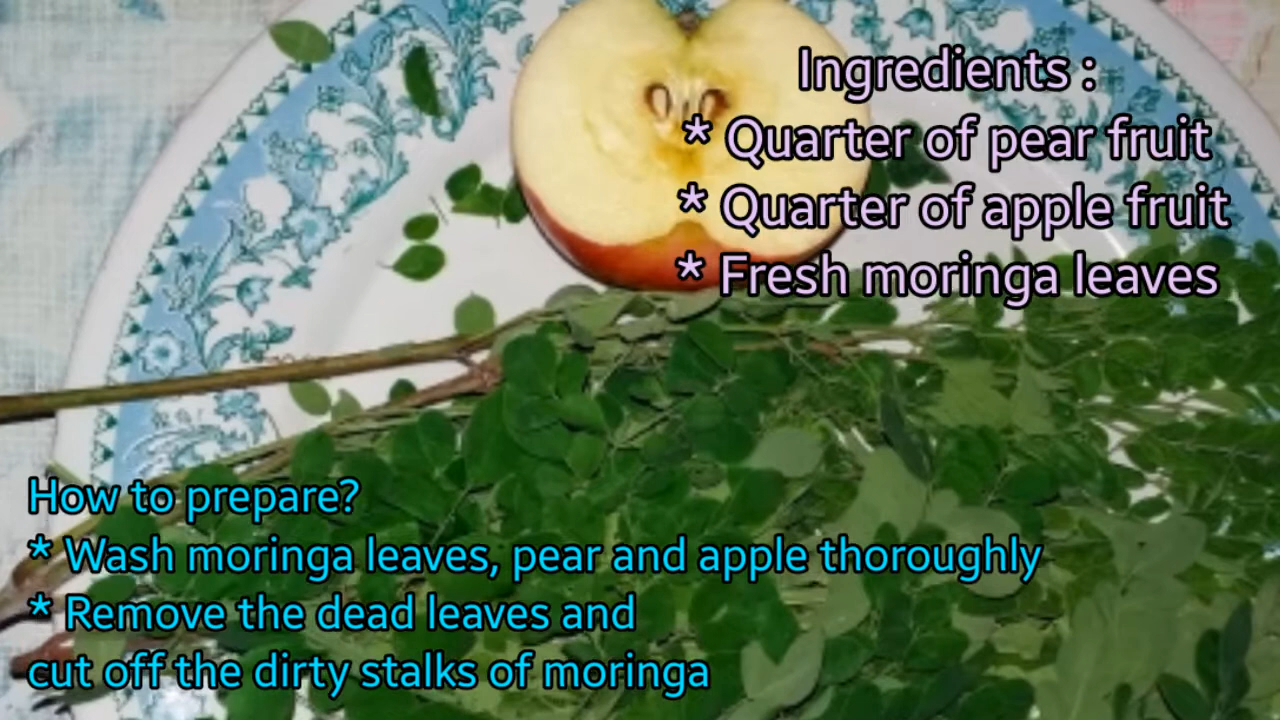 Ingredients :
* Quarter of pear fruit
* Quarter of apple fruit
* Fresh moringa leaves
How to prepare?
* Wash moringa leaves, pear and apple thoroughly
* Remove the dead leaves and
cut off the dirty stalks of moringa